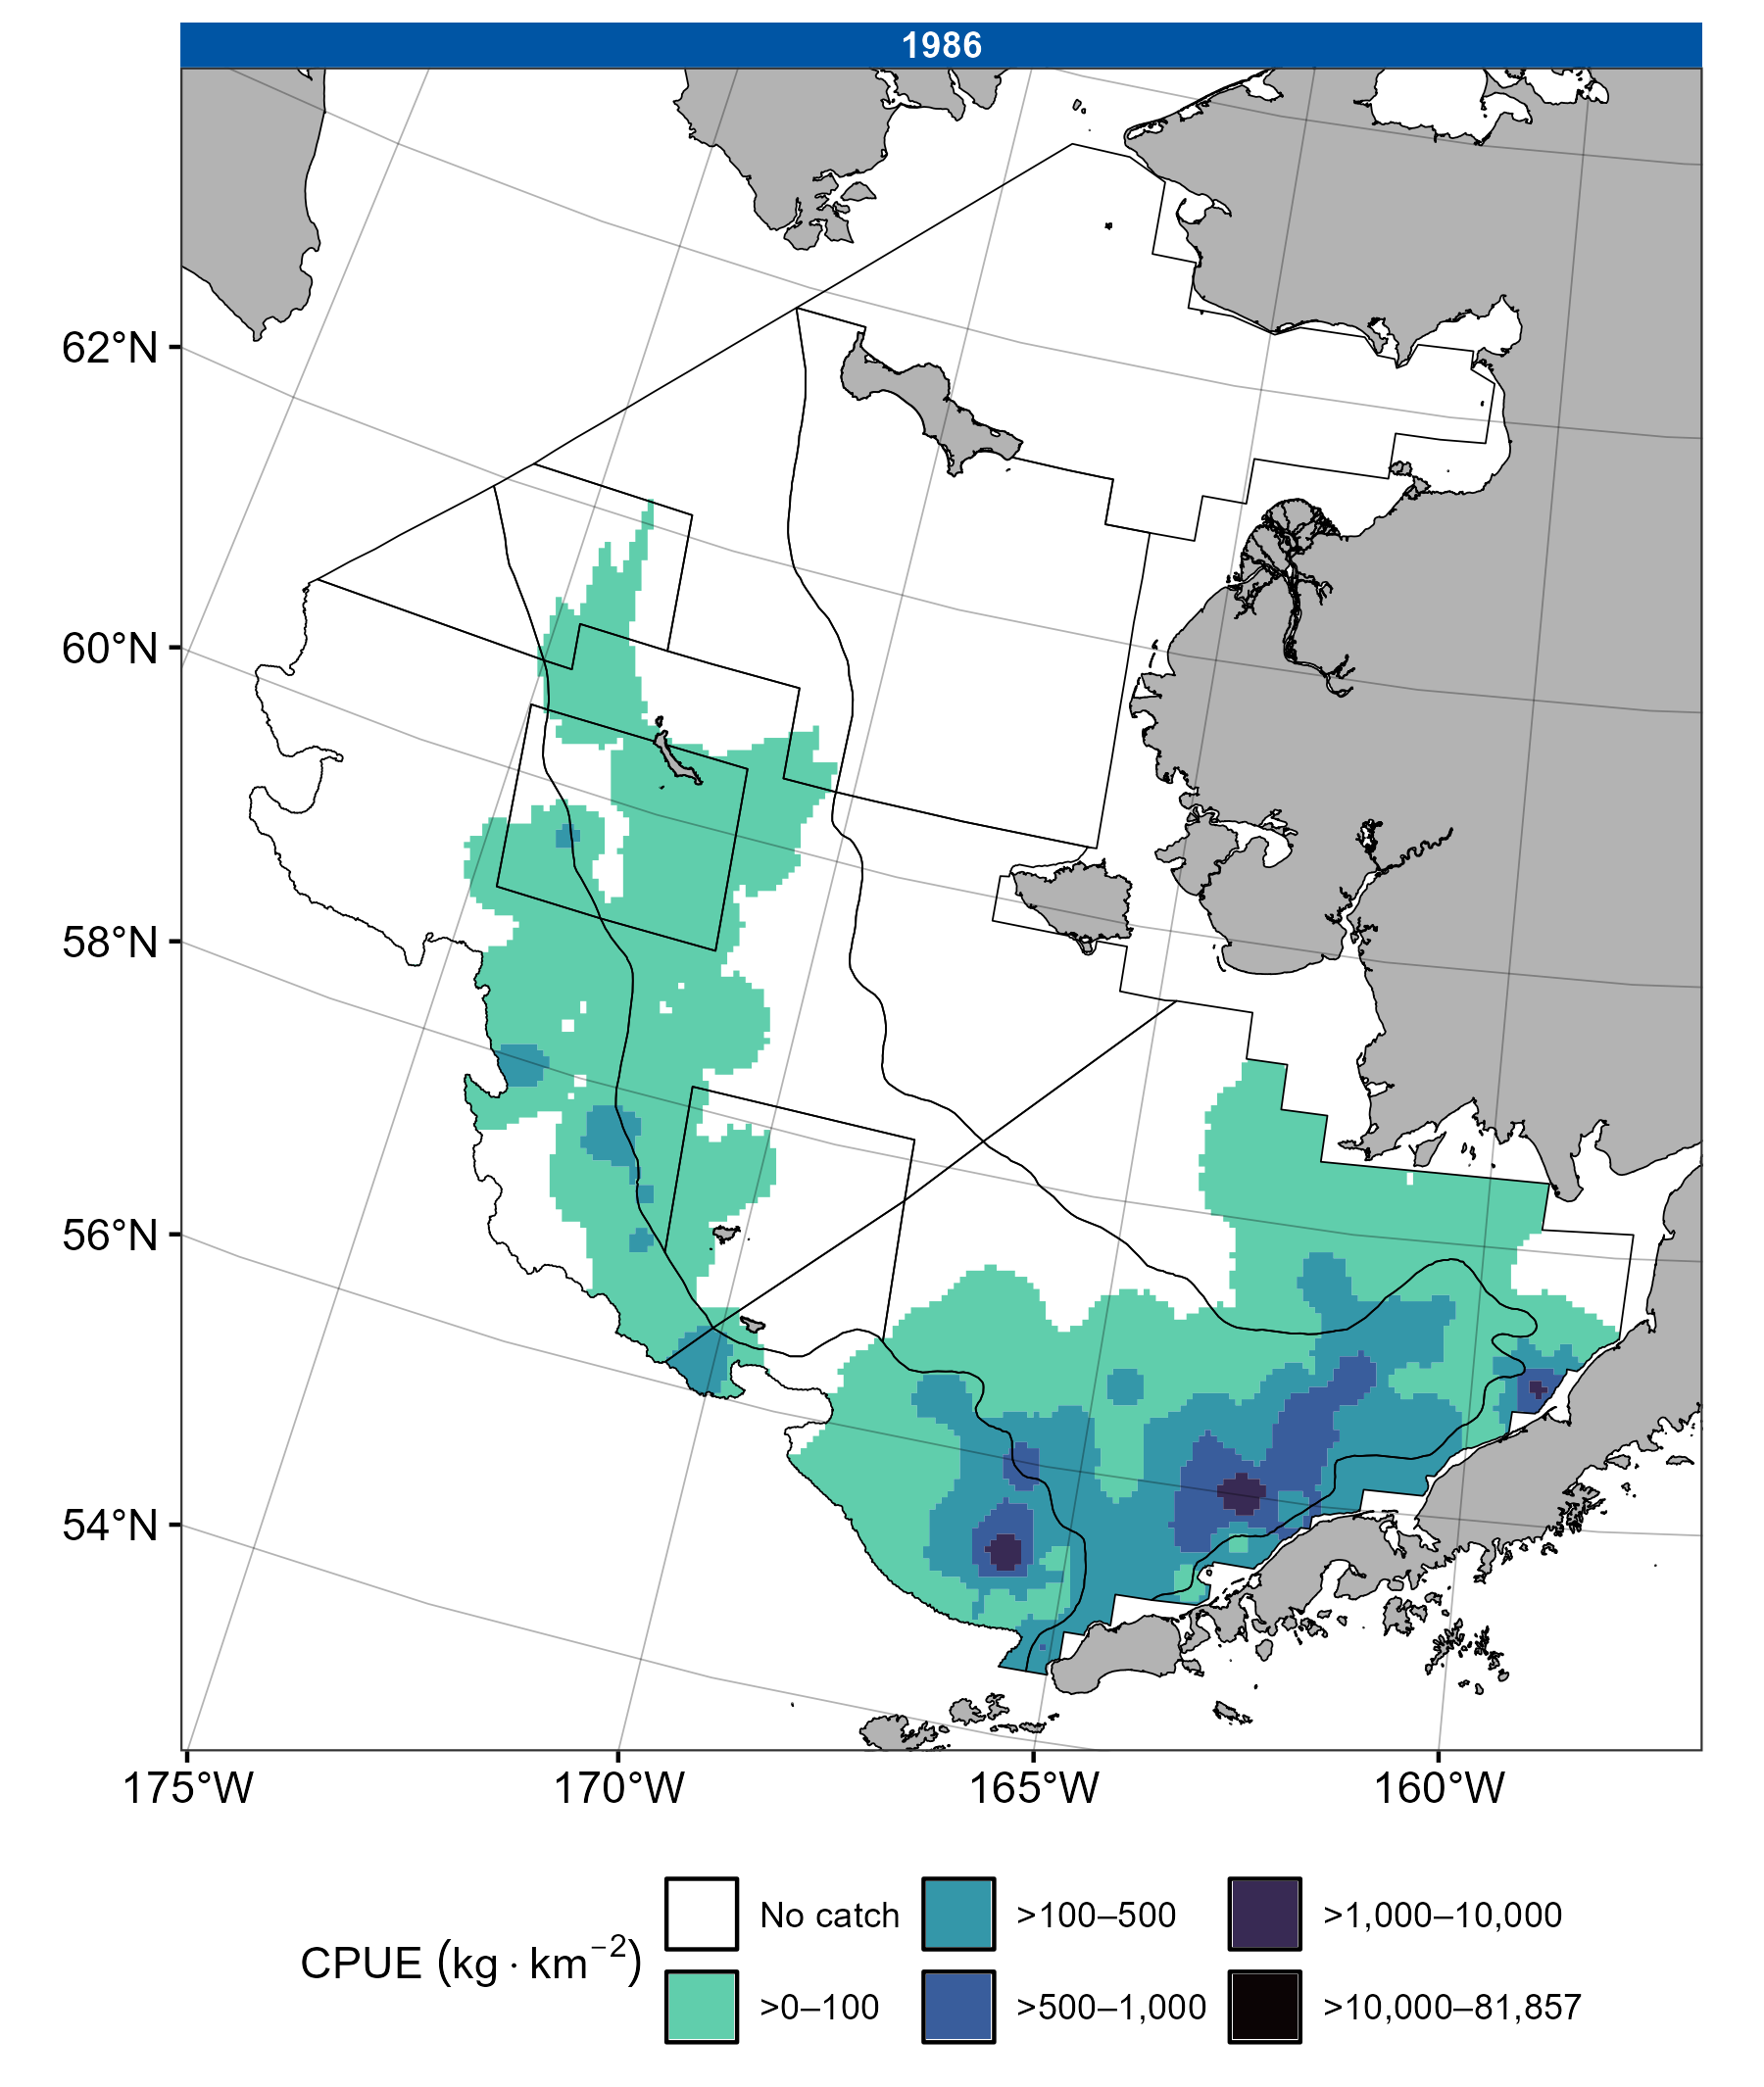 1986
62°N
60°N
58°N
56°N
54°N
175°W 170°W 165°W 160°W
CPUE (kg · km⁻²)
No catch >100–500 >1,000–10,000
>0–100 >500–1,000 >10,000–81,857